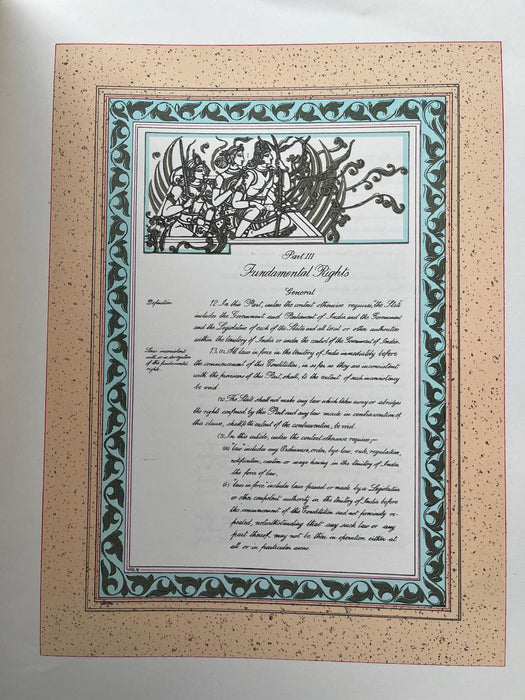 Part III
Fundamental Rights
General
Definition.
12. In this Part, unless the context otherwise requires, "the State"
includes the Government and Parliament of India and the Government
and the Legislature of each of the States and all local or other authorities
within the territory of India or under the control of the Government of India.
Laws inconsistent
with or in derogation
of the fundamental
rights.
13. (1) All laws in force in the territory of India immediately before
the commencement of this Constitution, in so far as they are inconsistent
with the provisions of this Part, shall, to the extent of such inconsistency,
be void.
(2) The State shall not make any law which takes away or abridges
the rights conferred by this Part and any law made in contravention of
this clause, shall, to the extent of the contravention, be void.
(3) In this article, unless the context otherwise requires,—
(a) "law" includes any Ordinance, order, bye-law, rule, regulation,
notification, custom or usage having in the territory of India
the force of law;
(b) "laws in force" includes laws passed or made by a Legislature
or other competent authority in the territory of India before
the commencement of this Constitution and not previously re-
pealed, notwithstanding that any such law or any
part thereof may not be then in operation either at
all or in particular areas.